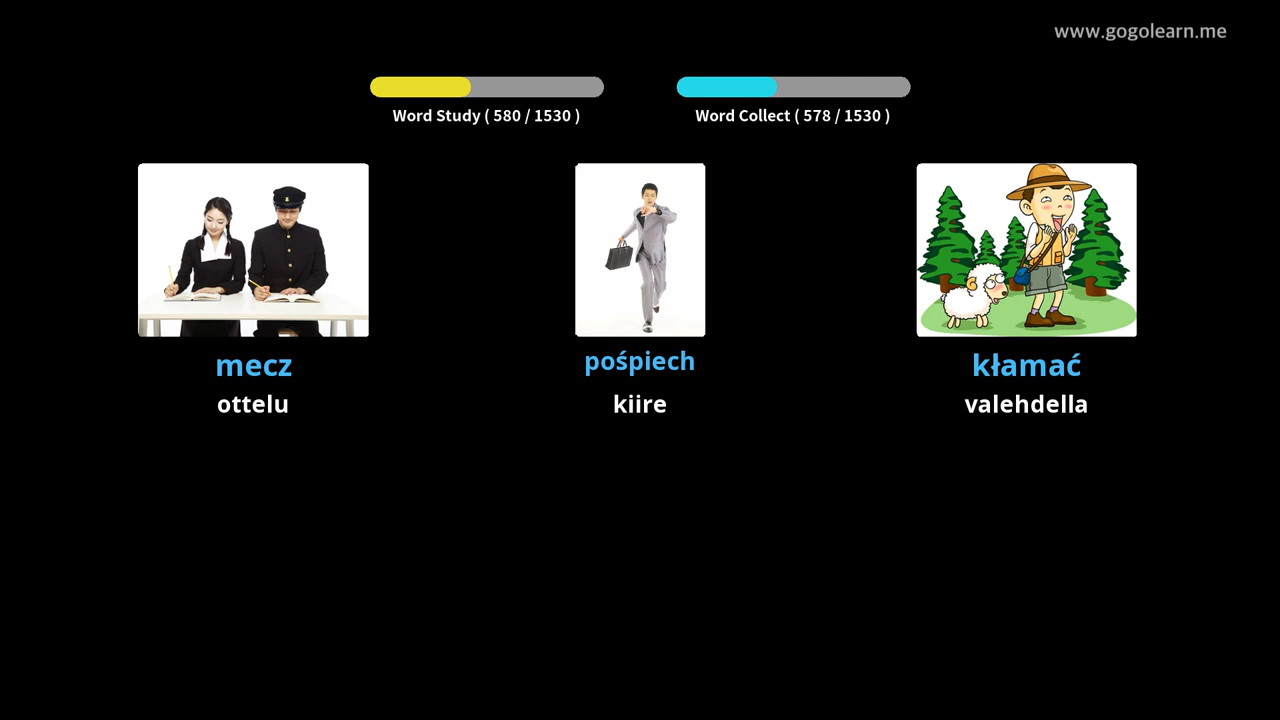 www.gogolearn.me
Word Study ( 580 / 1530 )
Word Collect ( 578 / 1530 )
mecz
ottelu
pośpiech
kiire
kłamać
valehdella